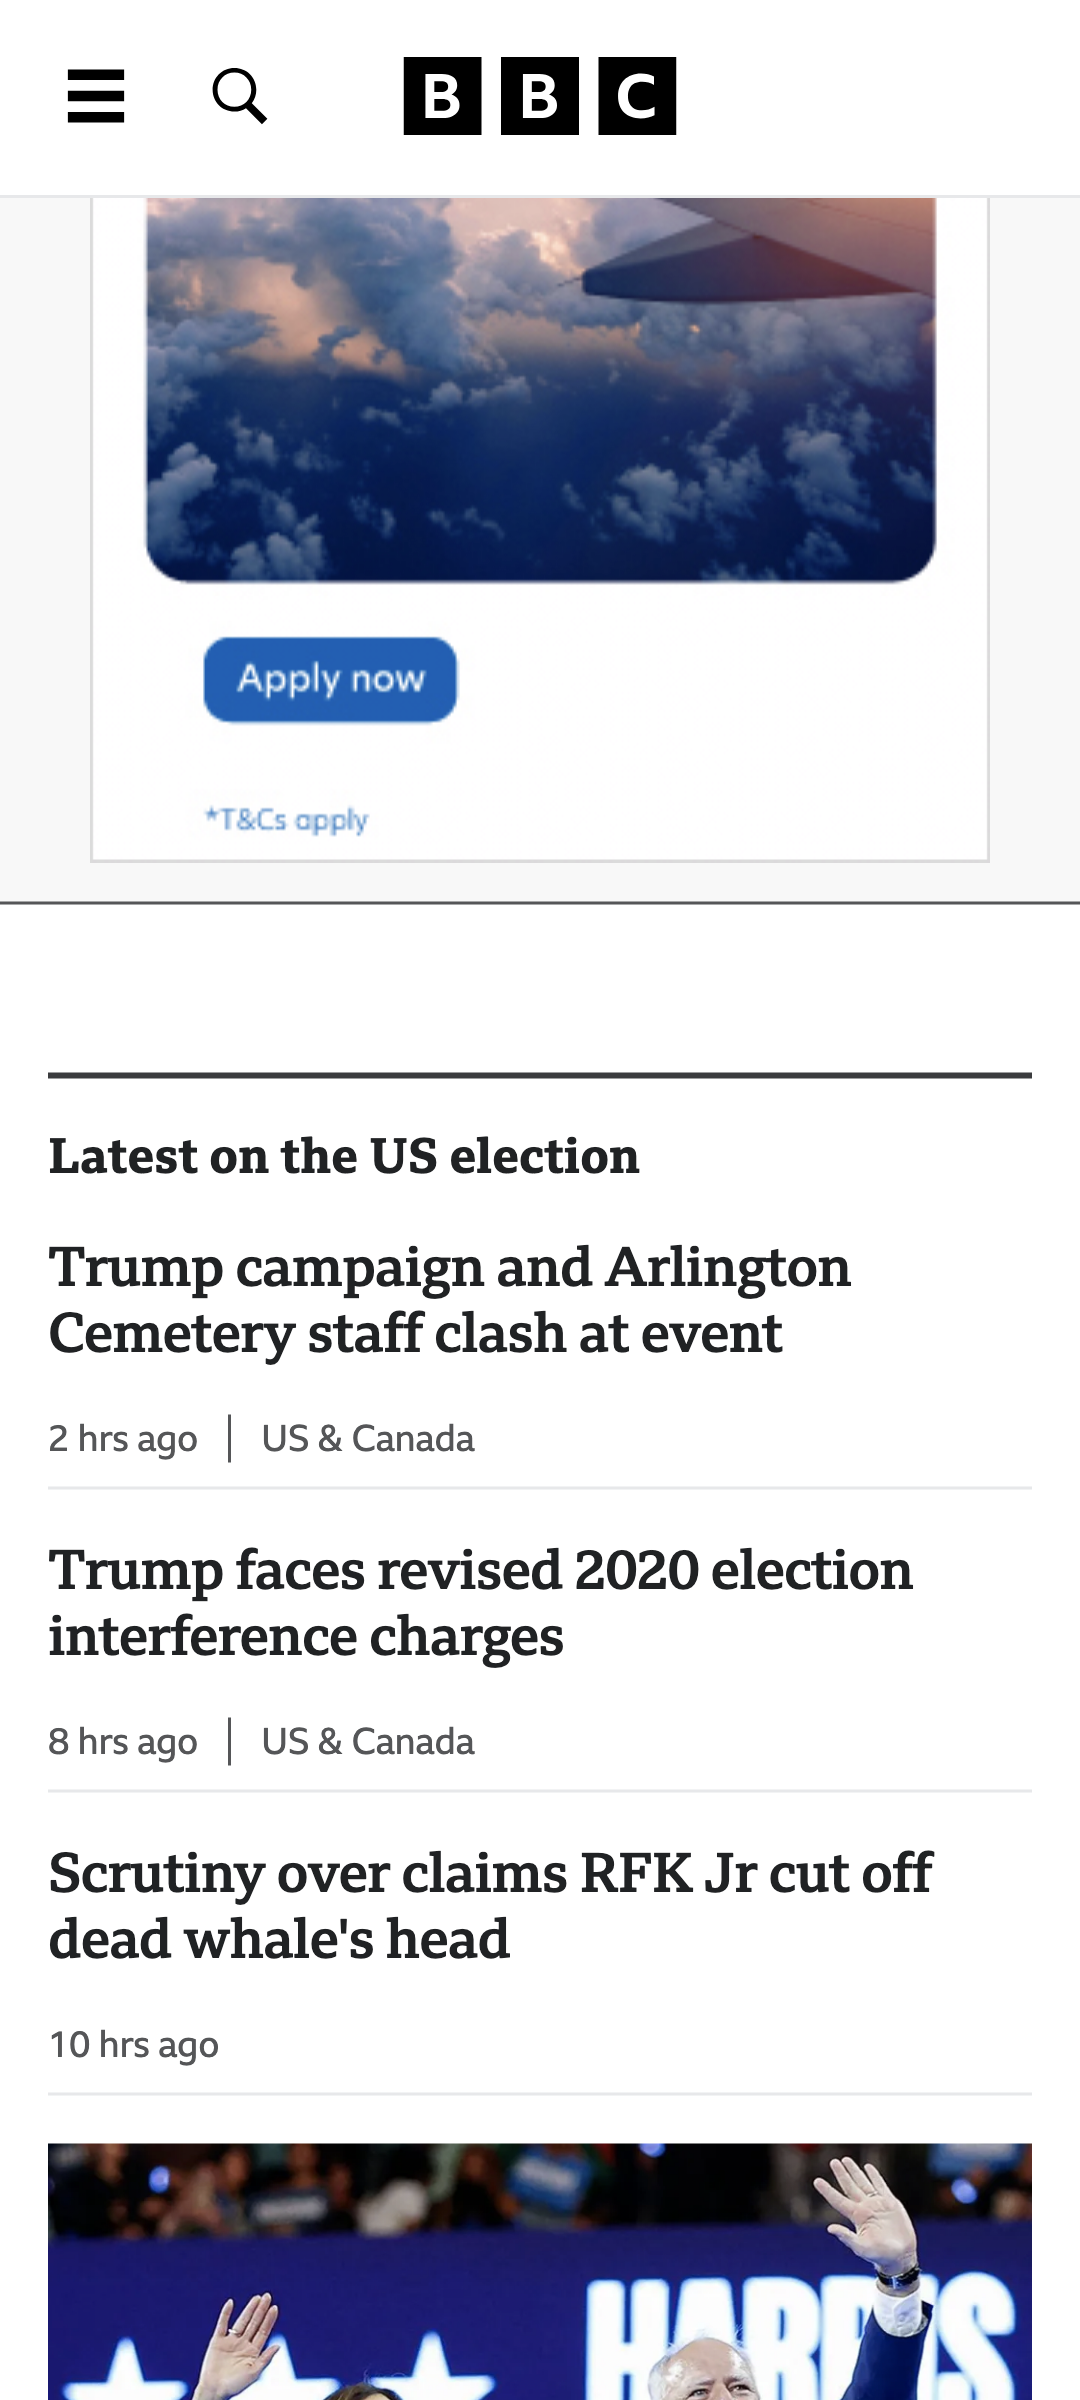 BBC
Apply now
*T&Cs apply
Latest on the US election
Trump campaign and Arlington
Cemetery staff clash at event
2 hrs ago | US & Canada
Trump faces revised 2020 election
interference charges
8 hrs ago | US & Canada
Scrutiny over claims RFK Jr cut off
dead whale's head
10 hrs ago
HARRIS